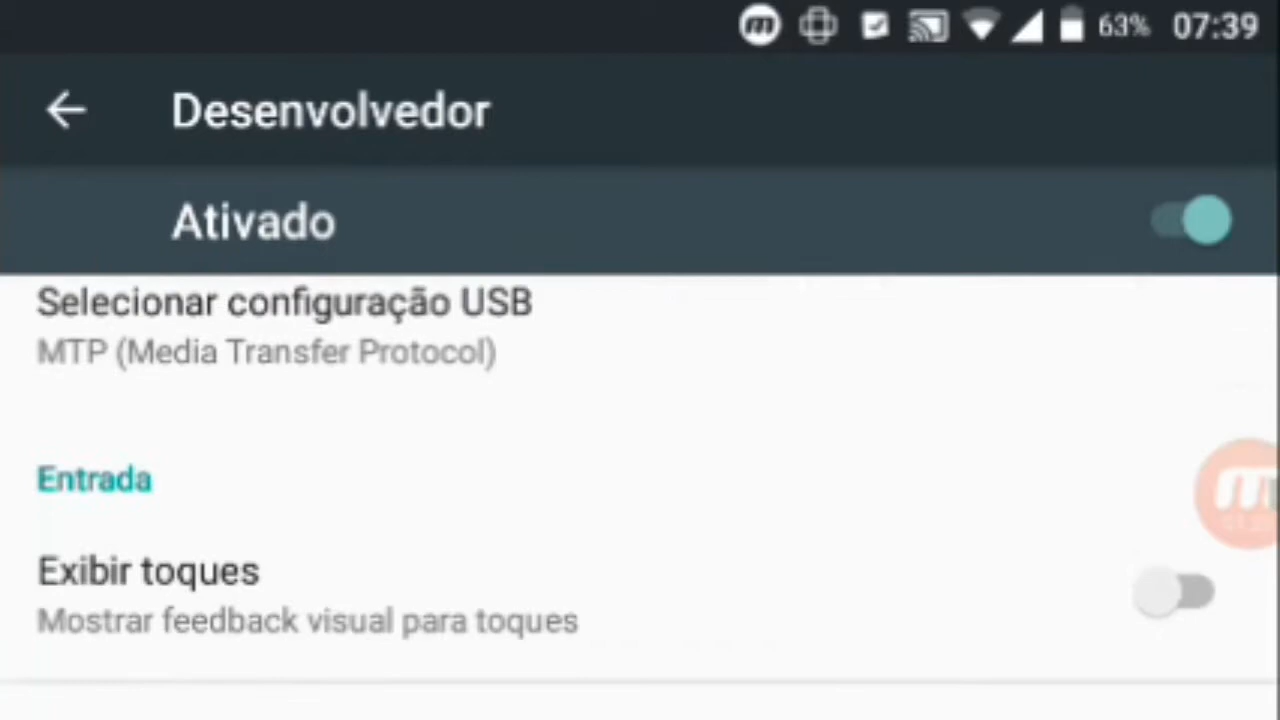 63% 07:39
Desenvolvedor
Ativado
Selecionar configuração USB
MTP (Media Transfer Protocol)
Entrada
Exibir toques
Mostrar feedback visual para toques